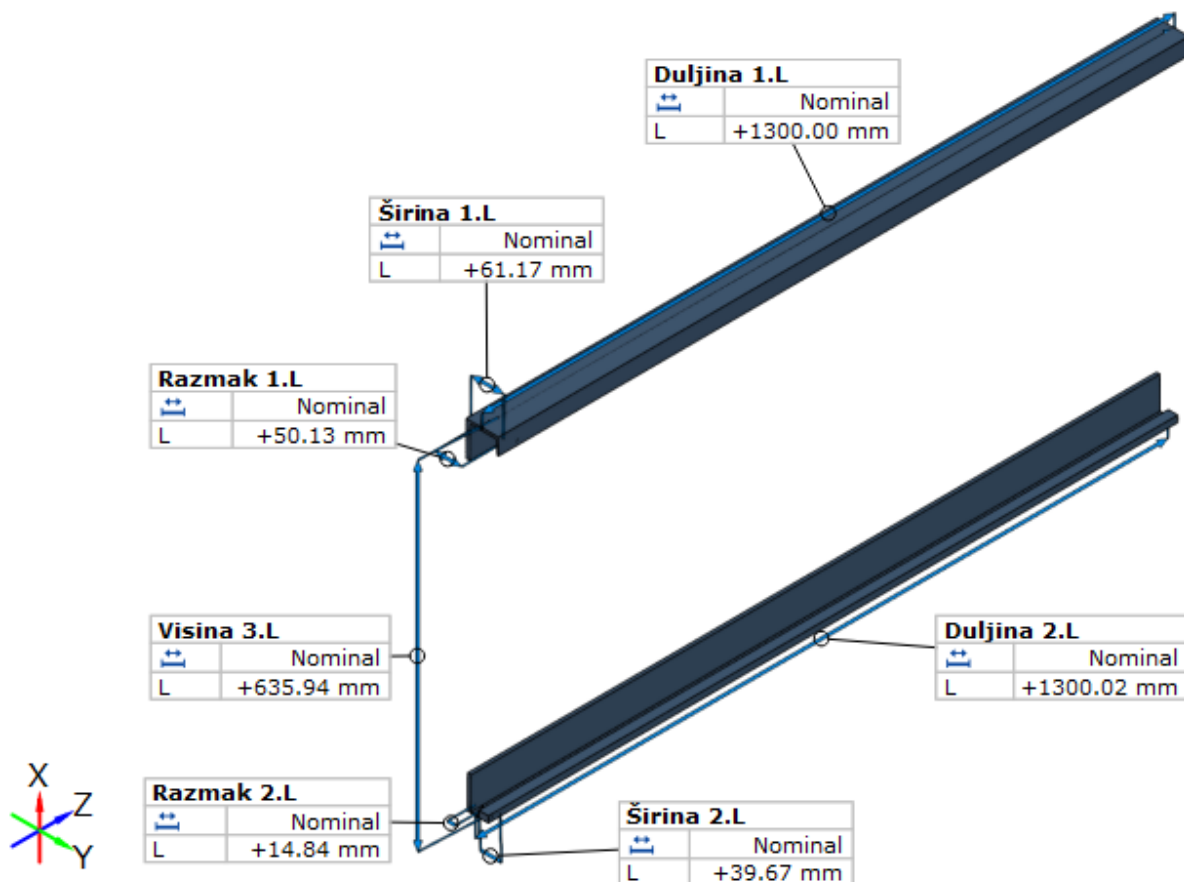 Duljina 1.L
Nominal
L +1300.00 mm
Širina 1.L
Nominal
L +61.17 mm
Razmak 1.L
Nominal
L +50.13 mm
Visina 3.L
Nominal
L +635.94 mm
Duljina 2.L
Nominal
L +1300.02 mm
Razmak 2.L
Nominal
L +14.84 mm
Širina 2.L
Nominal
L +39.67 mm
X
Z
Y